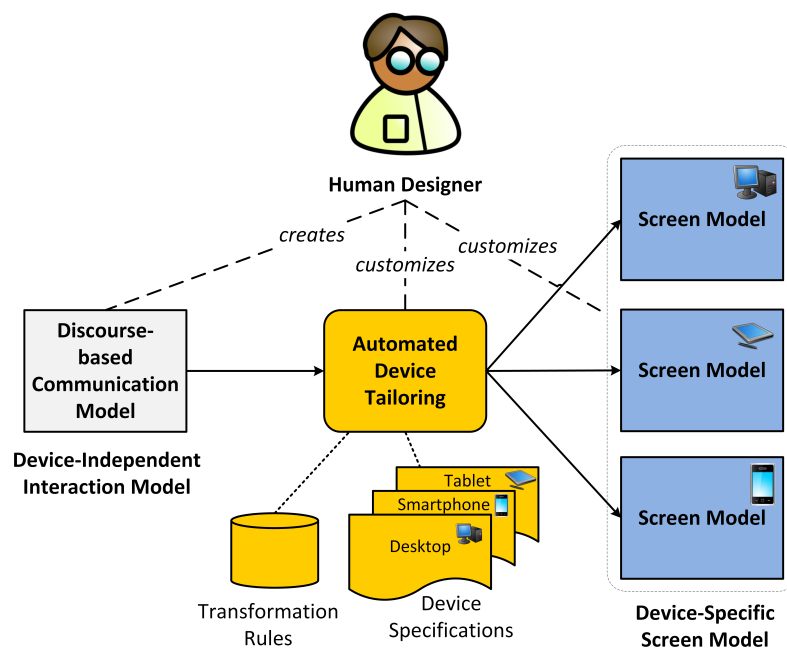 Human Designer
creates
customizes
customizes
Discourse-
based
Communication
Model
Device-Independent
Interaction Model
Automated
Device
Tailoring
Screen Model
Screen Model
Screen Model
Device-Specific
Screen Model
Tablet
Smartphone
Desktop
Transformation
Rules
Device
Specifications